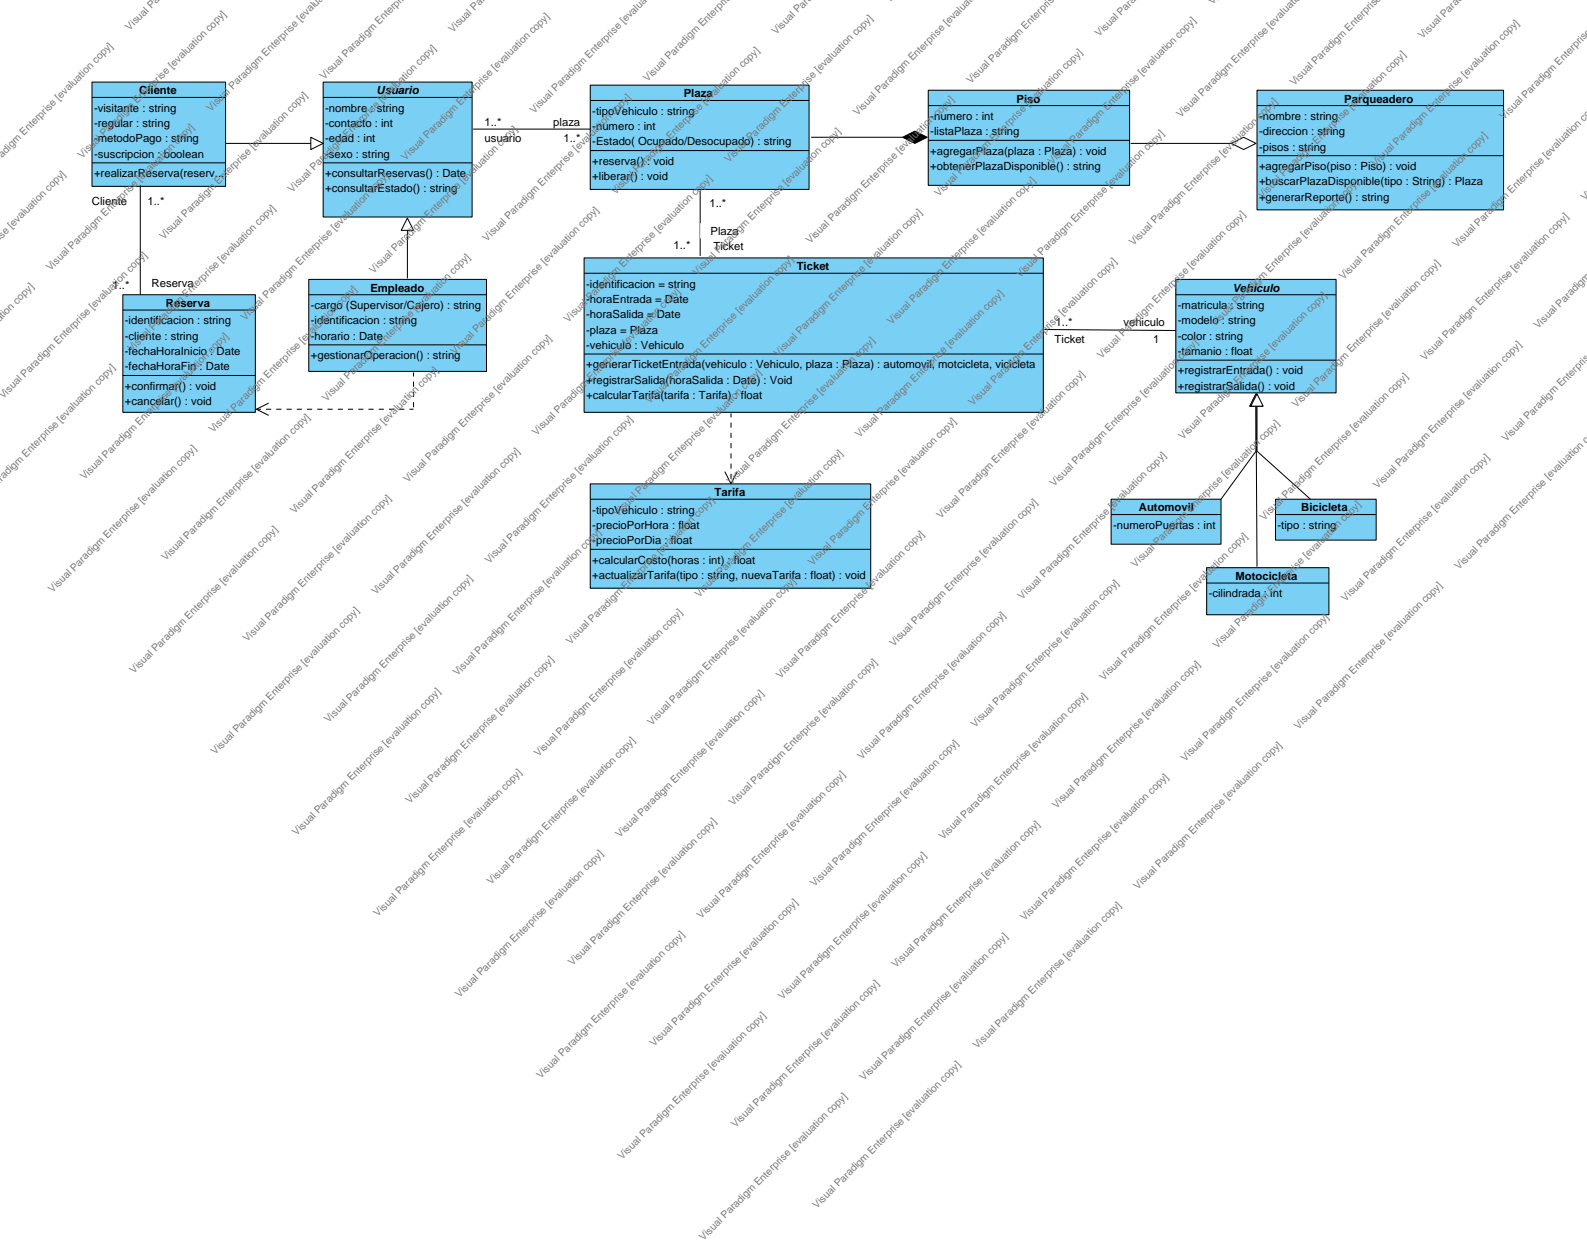 Cliente
-visitante : string
-regular : string
-metodoPago : string
-suscripcion : boolean
+realizarReserva(reserv...
Usuario
-nombre : string
-contacto : int
-edad : int
-sexo : string
+consultarReservas() : Date
+consultarEstado() : string
1..*
usuario
plaza
1..*
Plaza
-tipoVehiculo : string
-numero : int
-Estado( Ocupado/Desocupado) : string
+reserva() : void
+liberar() : void
Piso
-numero : int
-listaPlaza : string
+agregarPlaza(plaza : Plaza) : void
+obtenerPlazaDisponible() : string
Parqueadero
-nombre : string
-direccion : string
-pisos : string
+agregarPiso(piso : Piso) : void
+buscarPlazaDisponible(tipo : String) : Plaza
+generarReporte() : string
Cliente
1..*
1..*
Reserva
Reserva
-identificacion : string
-cliente : string
-fechaHoraInicio : Date
-fechaHoraFin : Date
+confirmar() : void
+cancelar() : void
Empleado
-cargo (Supervisor/Cajero) : string
-identificacion : string
-horario : Date
+gestionarOperacion() : string
1..*
Plaza
1..*
Ticket
Ticket
-identificacion = string
-horaEntrada = Date
-horaSalida = Date
-plaza = Plaza
-vehiculo : Vehiculo
+generarTicketEntrada(vehiculo : Vehiculo, plaza : Plaza) : automovil, motcicleta, vicicleta
+registrarSalida(horaSalida : Date) : Void
+calcularTarifa(tarifa : Tarifa) : float
1..*
Ticket
vehiculo
1
Vehiculo
-matricula : string
-modelo : string
-color : string
-tamanio : float
+registrarEntrada() : void
+registrarSalida() : void
Tarifa
-tipoVehiculo : string
-precioPorHora : float
-precioPorDia : float
+calcularCosto(horas : int) : float
+actualizarTarifa(tipo : string, nuevaTarifa : float) : void
Automovil
-numeroPuertas : int
Bicicleta
-tipo : string
Motocicleta
-cilindrada : int
Visual Paradigm Enterprise [evaluation copy]